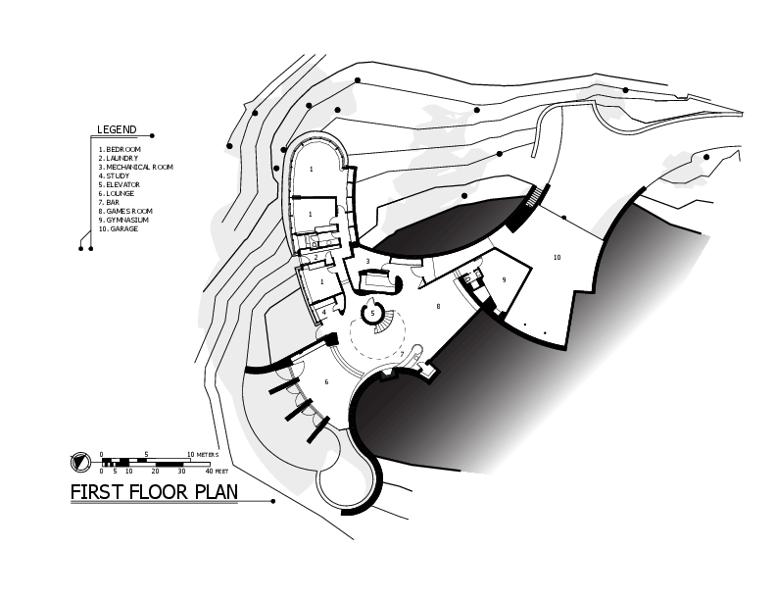 LEGEND
1. BEDROOM
2. LAUNDRY
3. MECHANICAL ROOM
4. STUDY
5. ELEVATOR
6. LOUNGE
7. BAR
8. GAMES ROOM
9. GYMNASIUM
10. GARAGE
1
1
2
3
1
4
5
8
9
10
7
6
0 5 10 METERS
0 5 10 20 30 40 FEET
FIRST FLOOR PLAN